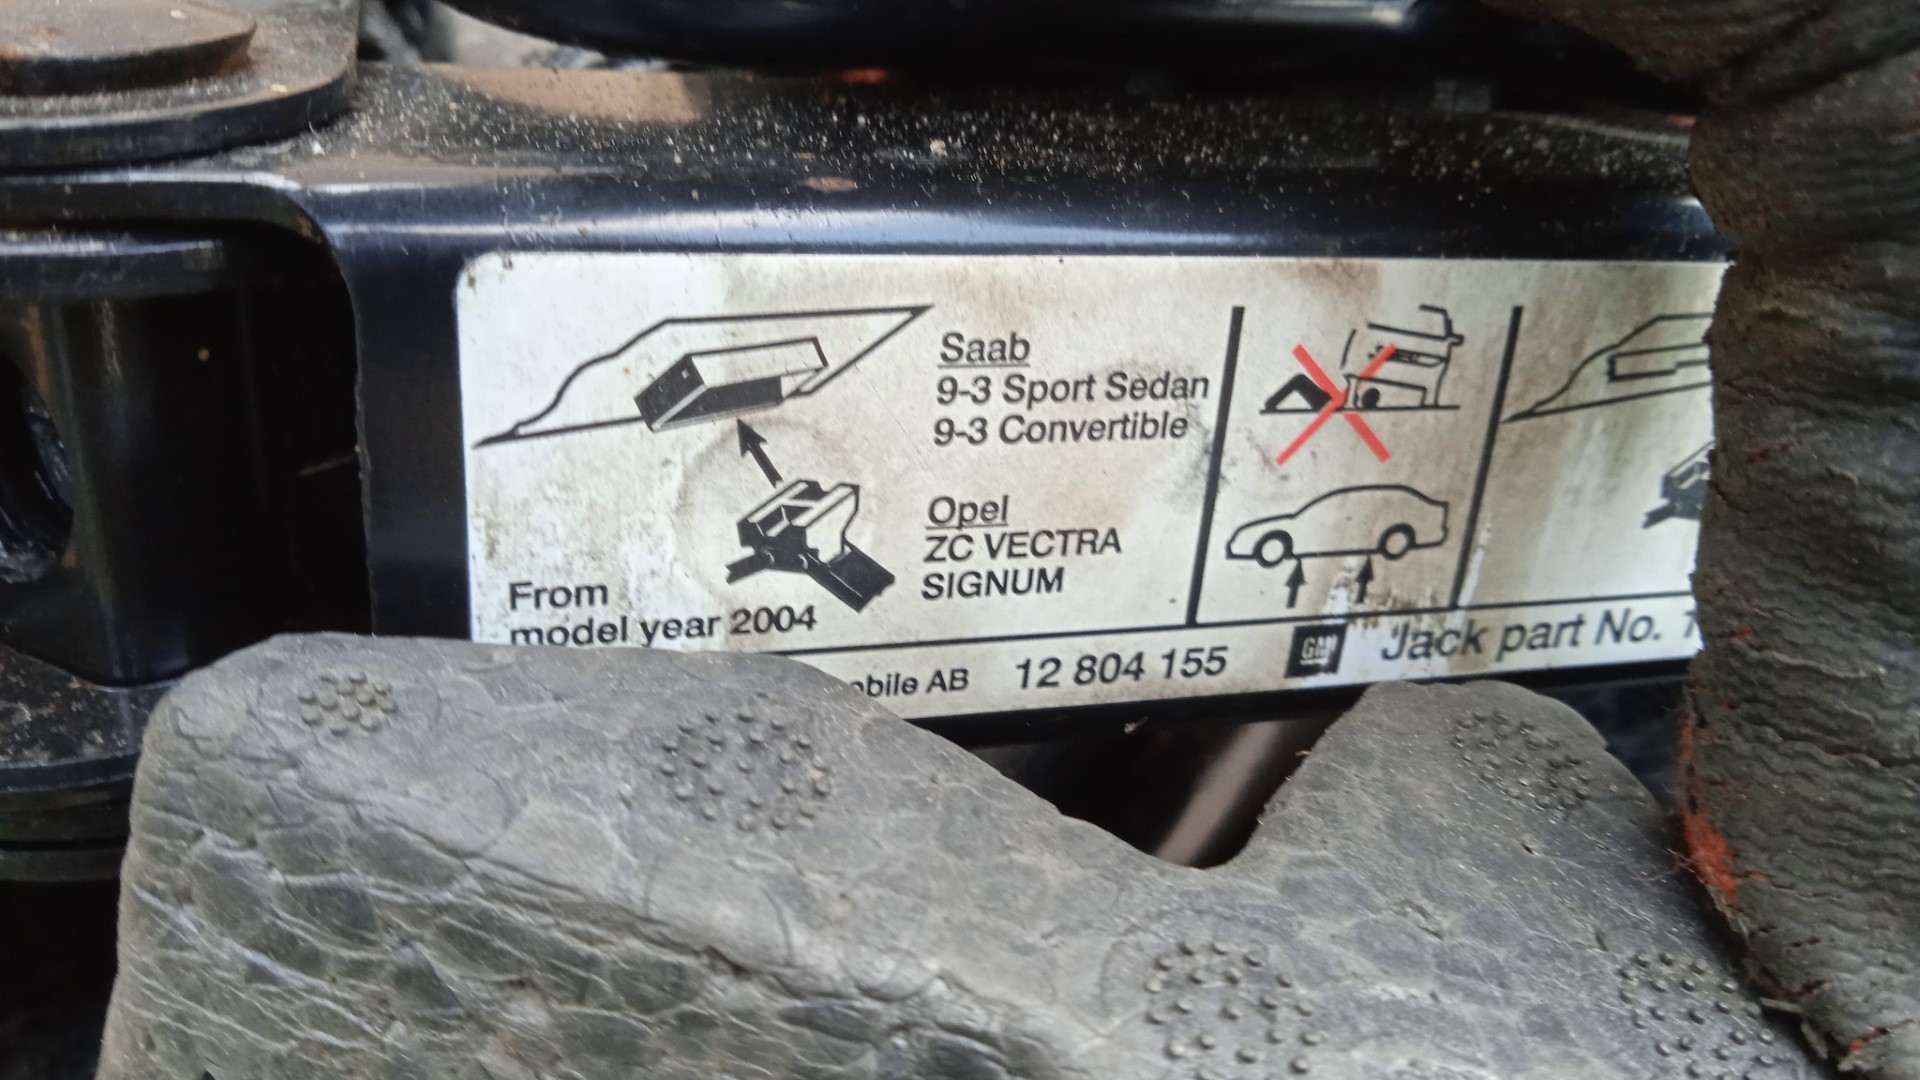 Saab
9-3 Sport Sedan
9-3 Convertible
Opel
ZC VECTRA
SIGNUM
From
model year 2004
AB 12 804 155 GM Jack part No.